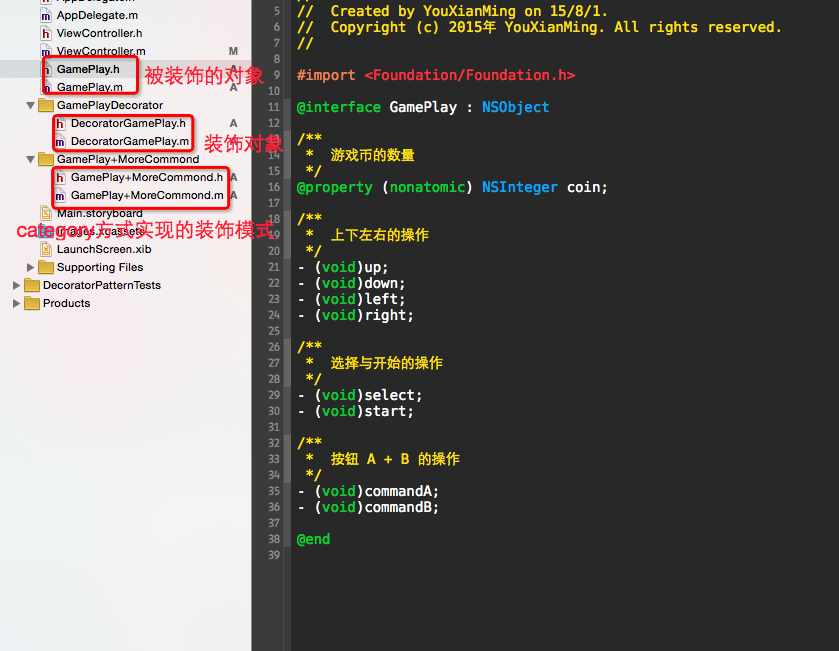 AppDelegate.h
AppDelegate.m
ViewController.h
ViewController.m M
GamePlay.h A
被装饰的对象
GamePlay.m A
GamePlayDecorator
DecoratorGamePlay.h A
DecoratorGamePlay.m A
装饰对象
GamePlay+MoreCommond
GamePlay+MoreCommond.h A
GamePlay+MoreCommond.m A
Main.storyboard
category方式实现的装饰模式
Images.xcassets
LaunchScreen.xib
Supporting Files
DecoratorPatternTests
Products
5 // Created by YouXianMing on 15/8/1.
6 // Copyright (c) 2015年 YouXianMing. All rights reserved.
7 //
8
9 #import <Foundation/Foundation.h>
10
11 @interface GamePlay : NSObject
12
13 /**
14 * 游戏币的数量
15 */
16 @property (nonatomic) NSInteger coin;
17
18 /**
19 * 上下左右的操作
20 */
21 - (void)up;
22 - (void)down;
23 - (void)left;
24 - (void)right;
25
26 /**
27 * 选择与开始的操作
28 */
29 - (void)select;
30 - (void)start;
31
32 /**
33 * 按钮 A + B 的操作
34 */
35 - (void)commandA;
36 - (void)commandB;
37
38 @end
39